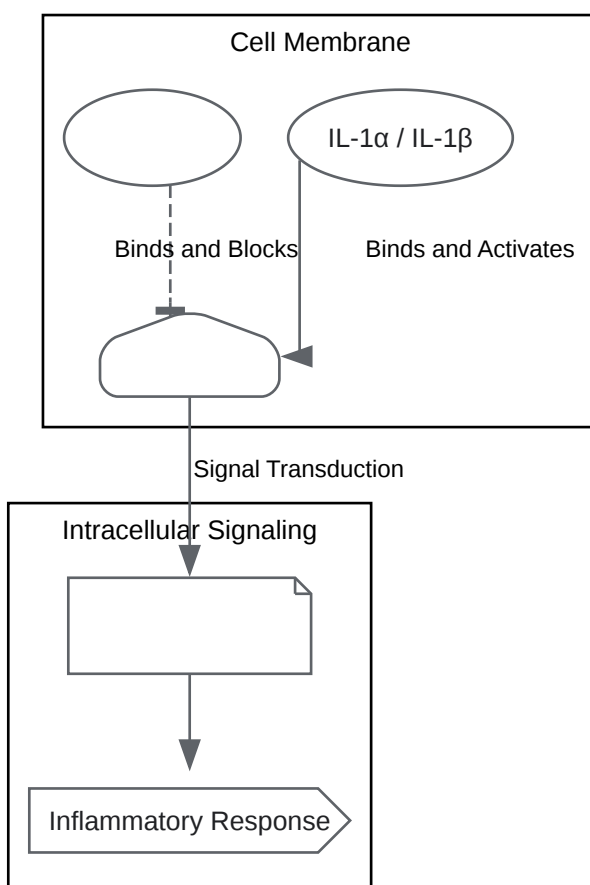 Cell Membrane
IL-1α / IL-1β
Binds and Blocks
Binds and Activates
Signal Transduction
Intracellular Signaling
Inflammatory Response